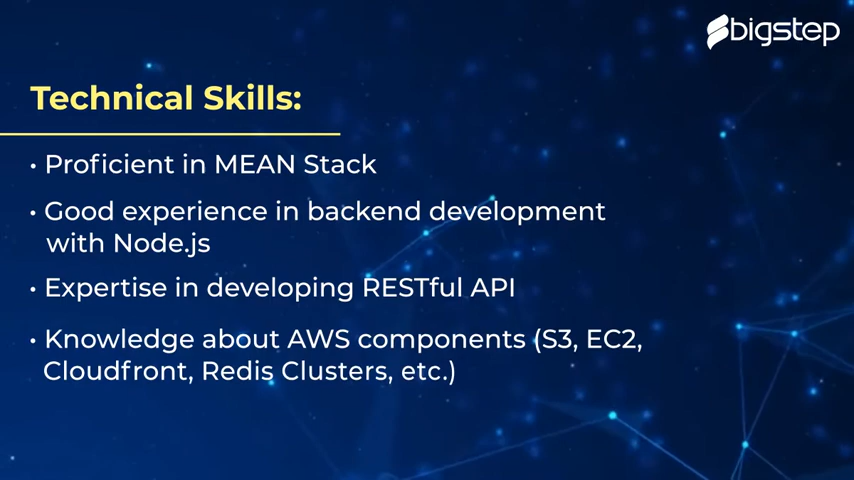 bigstep
Technical Skills:
• Proficient in MEAN Stack
• Good experience in backend development
with Node.js
• Expertise in developing RESTful API
• Knowledge about AWS components (S3, EC2,
Cloudfront, Redis Clusters, etc.)